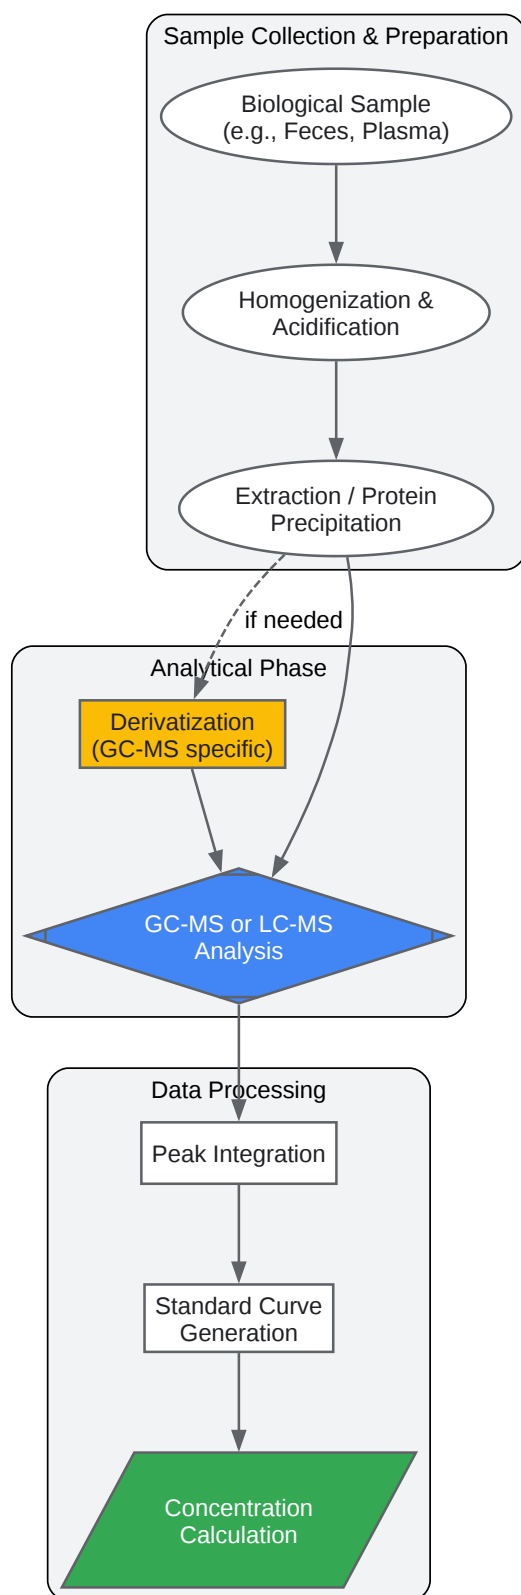 Sample Collection & Preparation
Biological Sample
(e.g., Feces, Plasma)
Homogenization &
Acidification
Extraction / Protein
Precipitation
if needed
Analytical Phase
Derivatization
(GC-MS specific)
GC-MS or LC-MS
Analysis
Data Processing
Peak Integration
Standard Curve
Generation
Concentration
Calculation